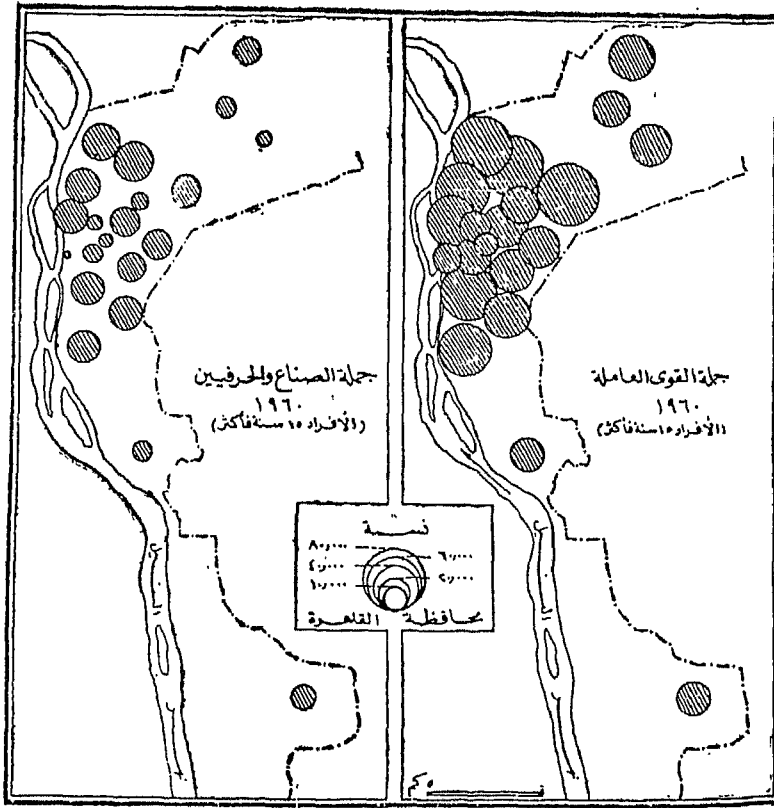 جملة القوى العاملة
١٩٦٠
(الأفراد ١٥ سنة فأكثر)
جملة الصناع والحرفيين
١٩٦٠
(الأفراد ١٥ سنة فأكثر)
نسمة
٨٠,٠٠٠
٦٠,٠٠٠
٤٠,٠٠٠
٢٠,٠٠٠
١٠,٠٠٠
محافظة القاهرة
٥ كم